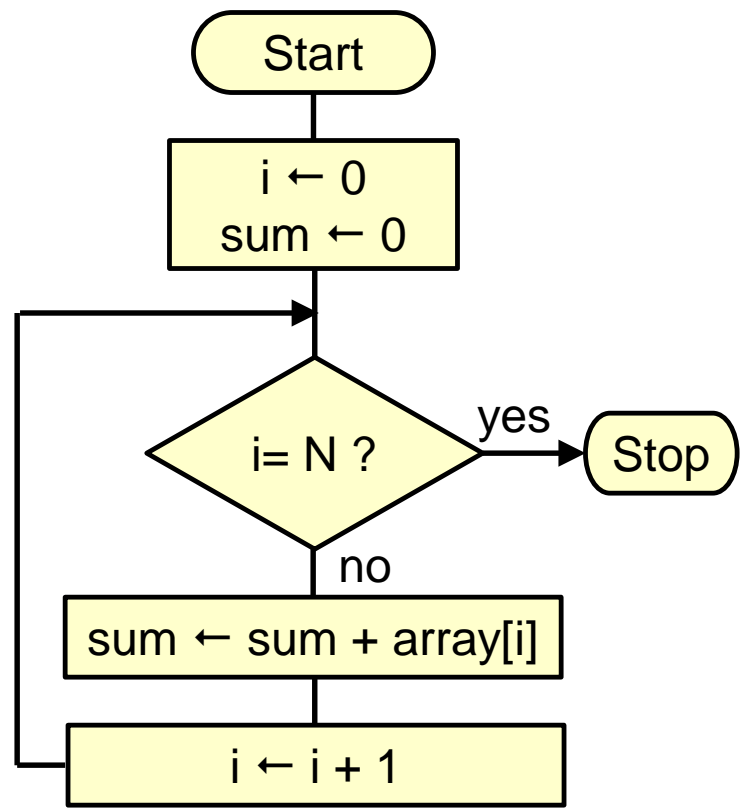 Start
i ← 0
sum ← 0
i= N ?
yes
Stop
no
sum ← sum + array[i]
i ← i + 1